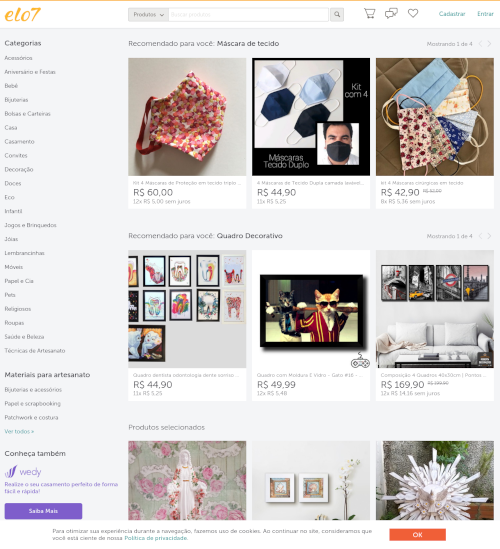 elo7
Produtos
Buscar produtos
Cadastrar
Entrar
Categorias
Acessórios
Aniversário e Festas
Bebê
Bijuterias
Bolsas e Carteiras
Casa
Casamento
Convites
Decoração
Doces
Eco
Infantil
Jogos e Brinquedos
Jóias
Lembrancinhas
Móveis
Papel e Cia
Pets
Religiosos
Roupas
Saúde e Beleza
Técnicas de Artesanato
Materiais para artesanato
Bijuterias e acessórios
Papel e scrapbooking
Patchwork e costura
Ver todos »
Conheça também
wedy
Realize o seu casamento perfeito de forma
fácil e rápida!
Saiba Mais
Recomendado para você: Máscara de tecido
Mostrando 1 de 4
Kit
com 4
Máscaras
Tecido Duplo
Kit 4 Máscaras de Proteção em tecido triplo ...
R$ 60,00
12x R$ 5,00 sem juros
4 Máscaras de Tecido Dupla camada lavável...
R$ 44,90
11x R$ 5,25
Kit 4 Máscaras cirúrgicas em tecido
R$ 42,90
8x R$ 5,36 sem juros
Recomendado para você: Quadro Decorativo
Mostrando 1 de 4
Quadro dentista odontologia dente sorriso ...
R$ 44,90
11x R$ 5,25
Quadro com Moldura E Vidro - Gato #16 - ...
R$ 49,99
12x R$ 5,48
Composição 4 Quadros 40x30cm | Pontos ...
R$ 169,90
12x R$ 14,16 sem juros
Produtos selecionados
Para otimizar sua experiência durante a navegação, fazemos uso de cookies. Ao continuar no site, consideramos que
você está ciente de nossa Política de privacidade.
OK